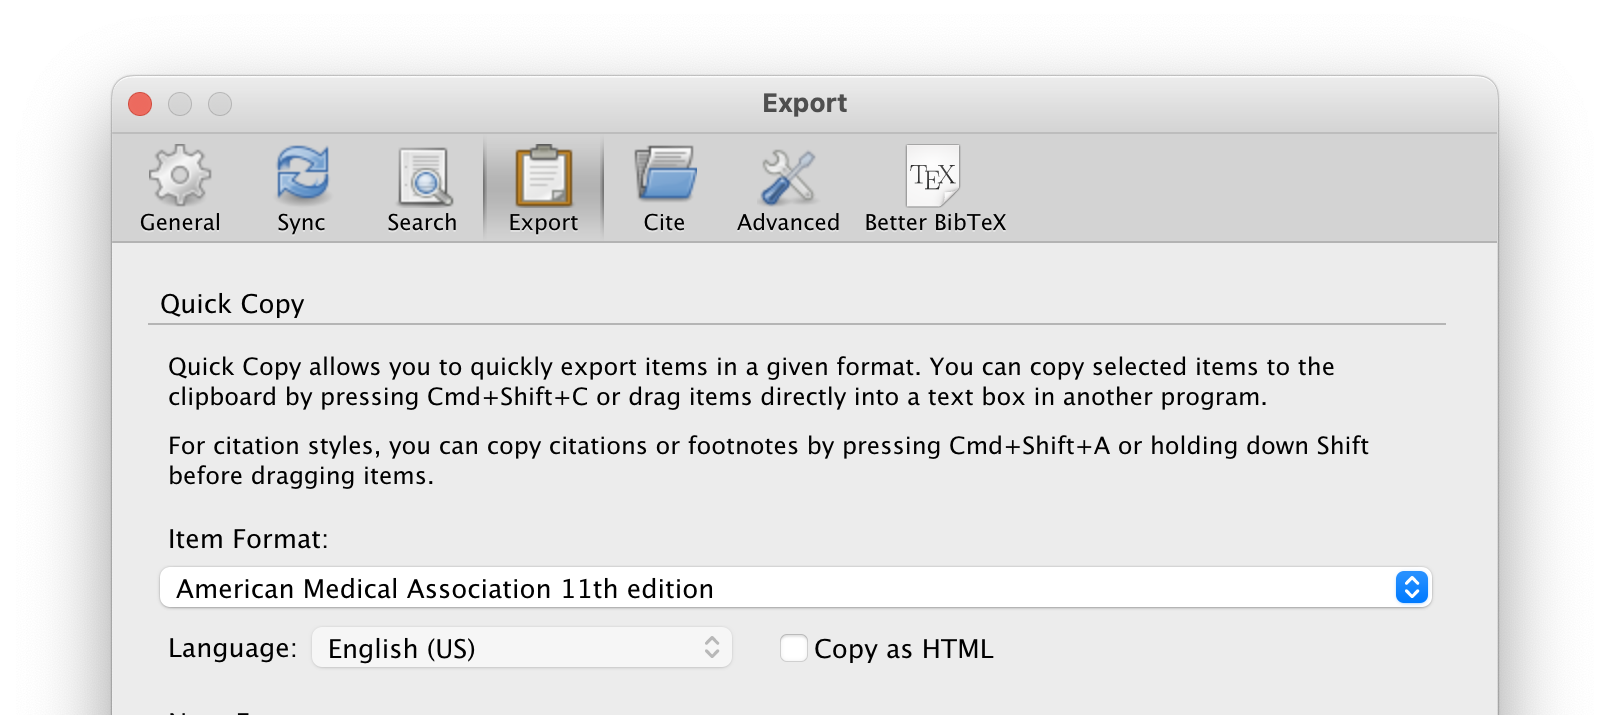 Export
General Sync Search Export Cite Advanced Better BibTeX
TEX
Quick Copy
Quick Copy allows you to quickly export items in a given format. You can copy selected items to the
clipboard by pressing Cmd+Shift+C or drag items directly into a text box in another program.
For citation styles, you can copy citations or footnotes by pressing Cmd+Shift+A or holding down Shift
before dragging items.
Item Format:
American Medical Association 11th edition
Language: English (US) Copy as HTML